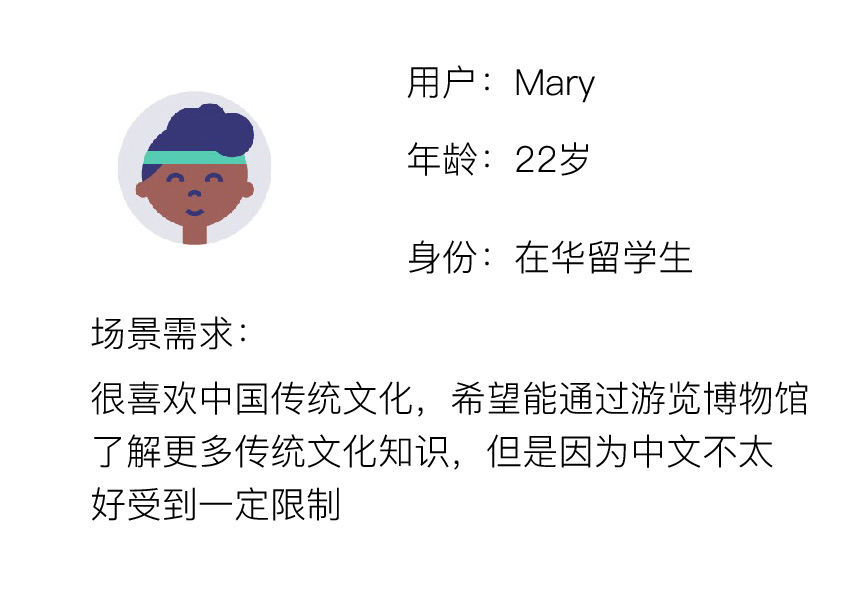 用户：Mary
年龄：22岁
身份：在华留学生
场景需求：
很喜欢中国传统文化，希望能通过游览博物馆
了解更多传统文化知识，但是因为中文不太
好受到一定限制